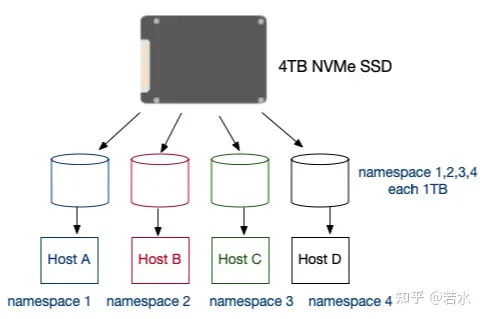 4TB NVMe SSD
namespace 1,2,3,4
each 1TB
Host A
Host B
Host C
Host D
namespace 1
namespace 2
namespace 3
namespace 4
知乎 @若水